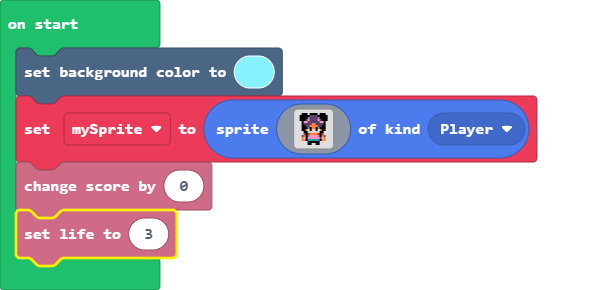 on start
set background color to
set mySprite to sprite of kind Player
change score by 0
set life to 3